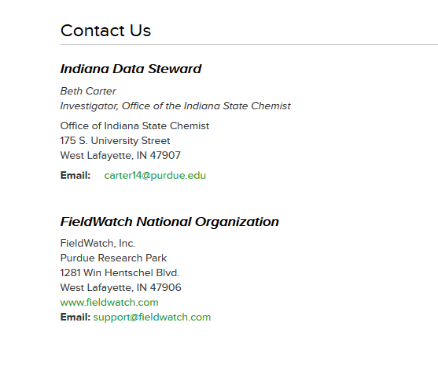 Contact Us
Indiana Data Steward
Beth Carter
Investigator, Office of the Indiana State Chemist
Office of Indiana State Chemist
175 S. University Street
West Lafayette, IN 47907
Email: carter14@purdue.edu
FieldWatch National Organization
FieldWatch, Inc.
Purdue Research Park
1281 Win Hentschel Blvd.
West Lafayette, IN 47906
www.fieldwatch.com
Email: support@fieldwatch.com